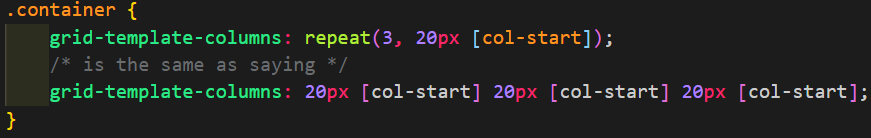 .container {
    grid-template-columns: repeat(3, 20px [col-start]);
    /* is the same as saying */
    grid-template-columns: 20px [col-start] 20px [col-start] 20px [col-start];
}